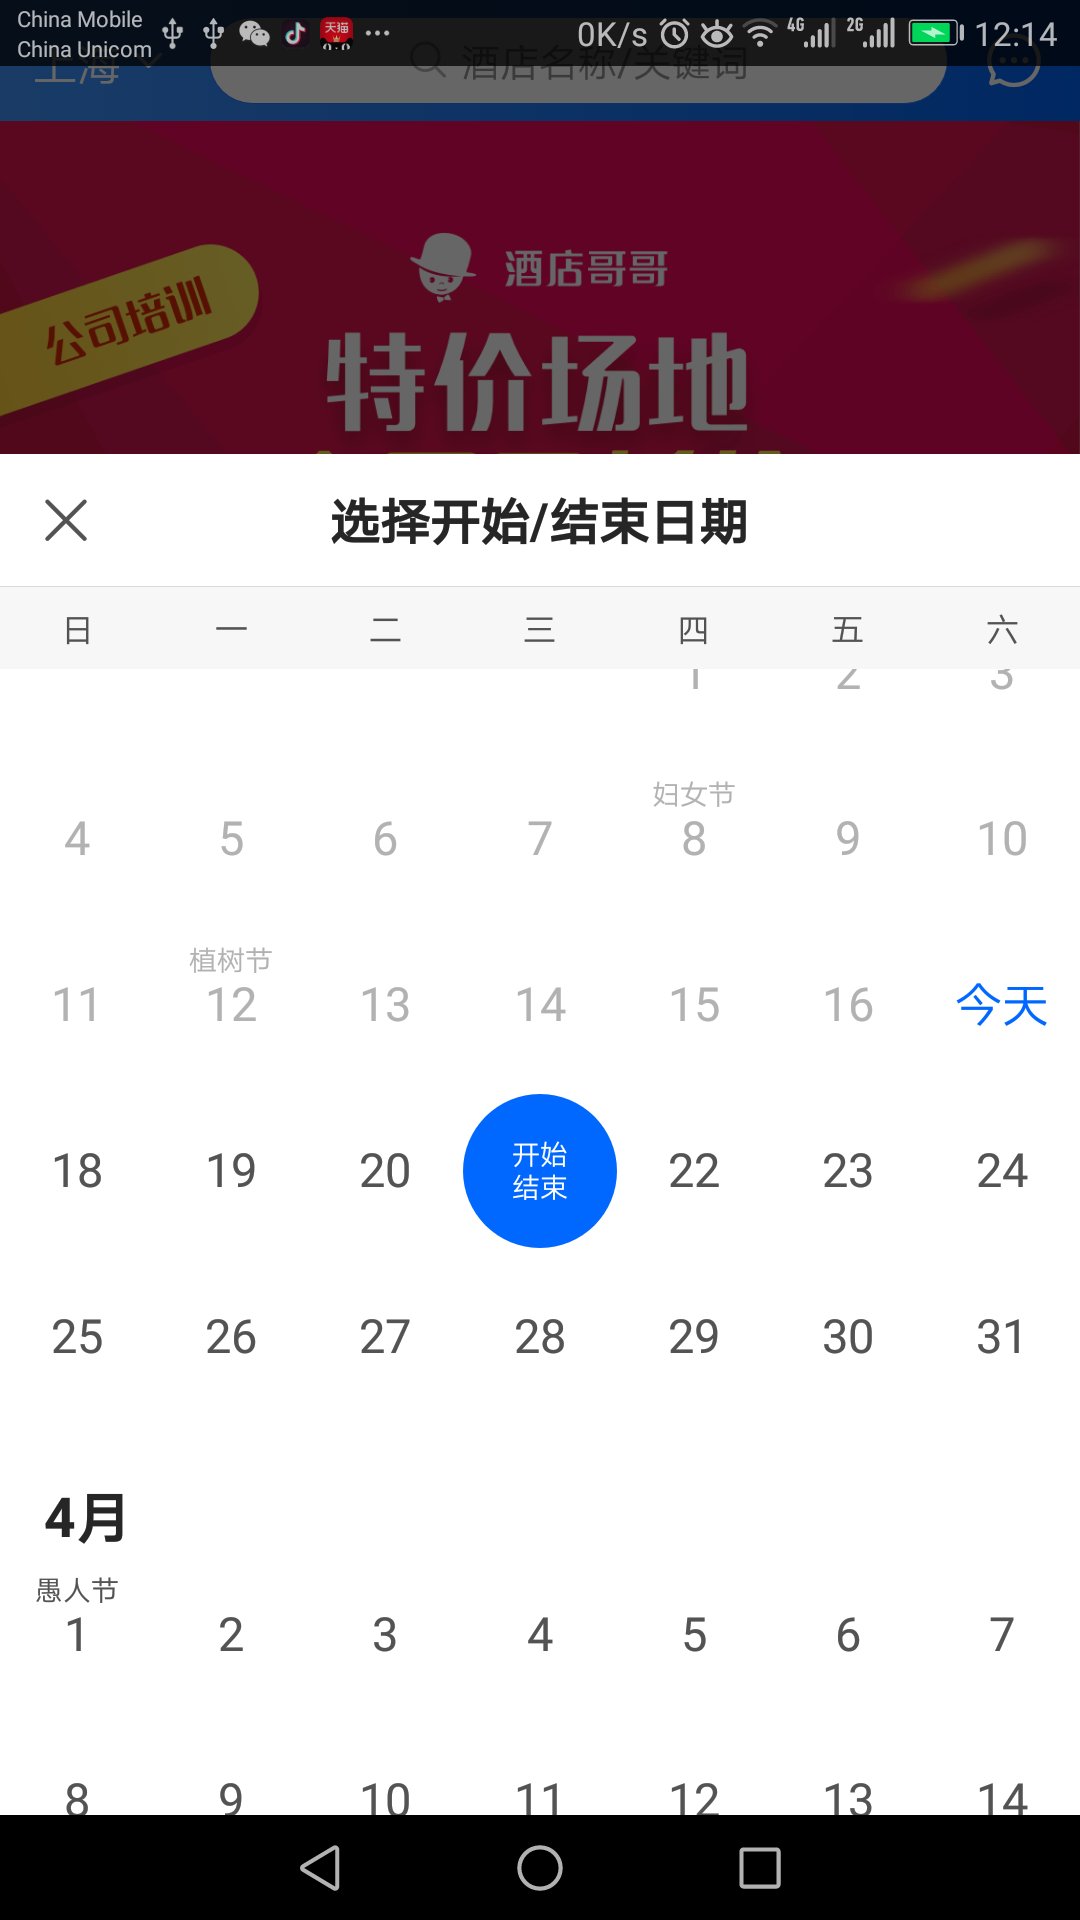 China Mobile
China Unicom
天猫
0K/s
4G
2G
12:14
上海
酒店名称/关键词
公司培训
酒店哥哥
特价场地
选择开始/结束日期
日 一 二 三 四 五 六
1 2 3
妇女节
4 5 6 7 8 9 10
植树节
11 12 13 14 15 16 今天
18 19 20 开始 22 23 24
结束
25 26 27 28 29 30 31
4月
愚人节
1 2 3 4 5 6 7
8 9 10 11 12 13 14